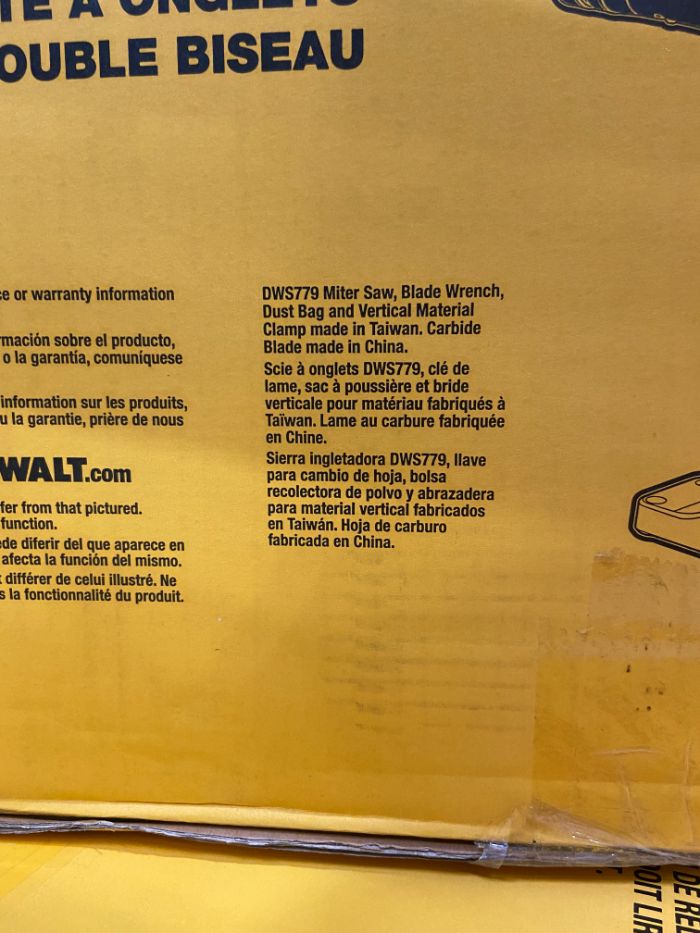 TE À ONGLETS
OUBLE BISEAU
ce or warranty information
rmación sobre el producto,
o la garantía, comuníquese
information sur les produits,
u la garantie, prière de nous
WALT.com
fer from that pictured.
function.
ede diferir del que aparece en
afecta la función del mismo.
t différer de celui illustré. Ne
s la fonctionnalité du produit.
DWS779 Miter Saw, Blade Wrench,
Dust Bag and Vertical Material
Clamp made in Taiwan. Carbide
Blade made in China.
Scie à onglets DWS779, clé de
lame, sac à poussière et bride
verticale pour matériau fabriqués à
Taïwan. Lame au carbure fabriquée
en Chine.
Sierra ingletadora DWS779, llave
para cambio de hoja, bolsa
recolectora de polvo y abrazadera
para material vertical fabricados
en Taiwán. Hoja de carburo
fabricada en China.
DE REL
DOIT LIR